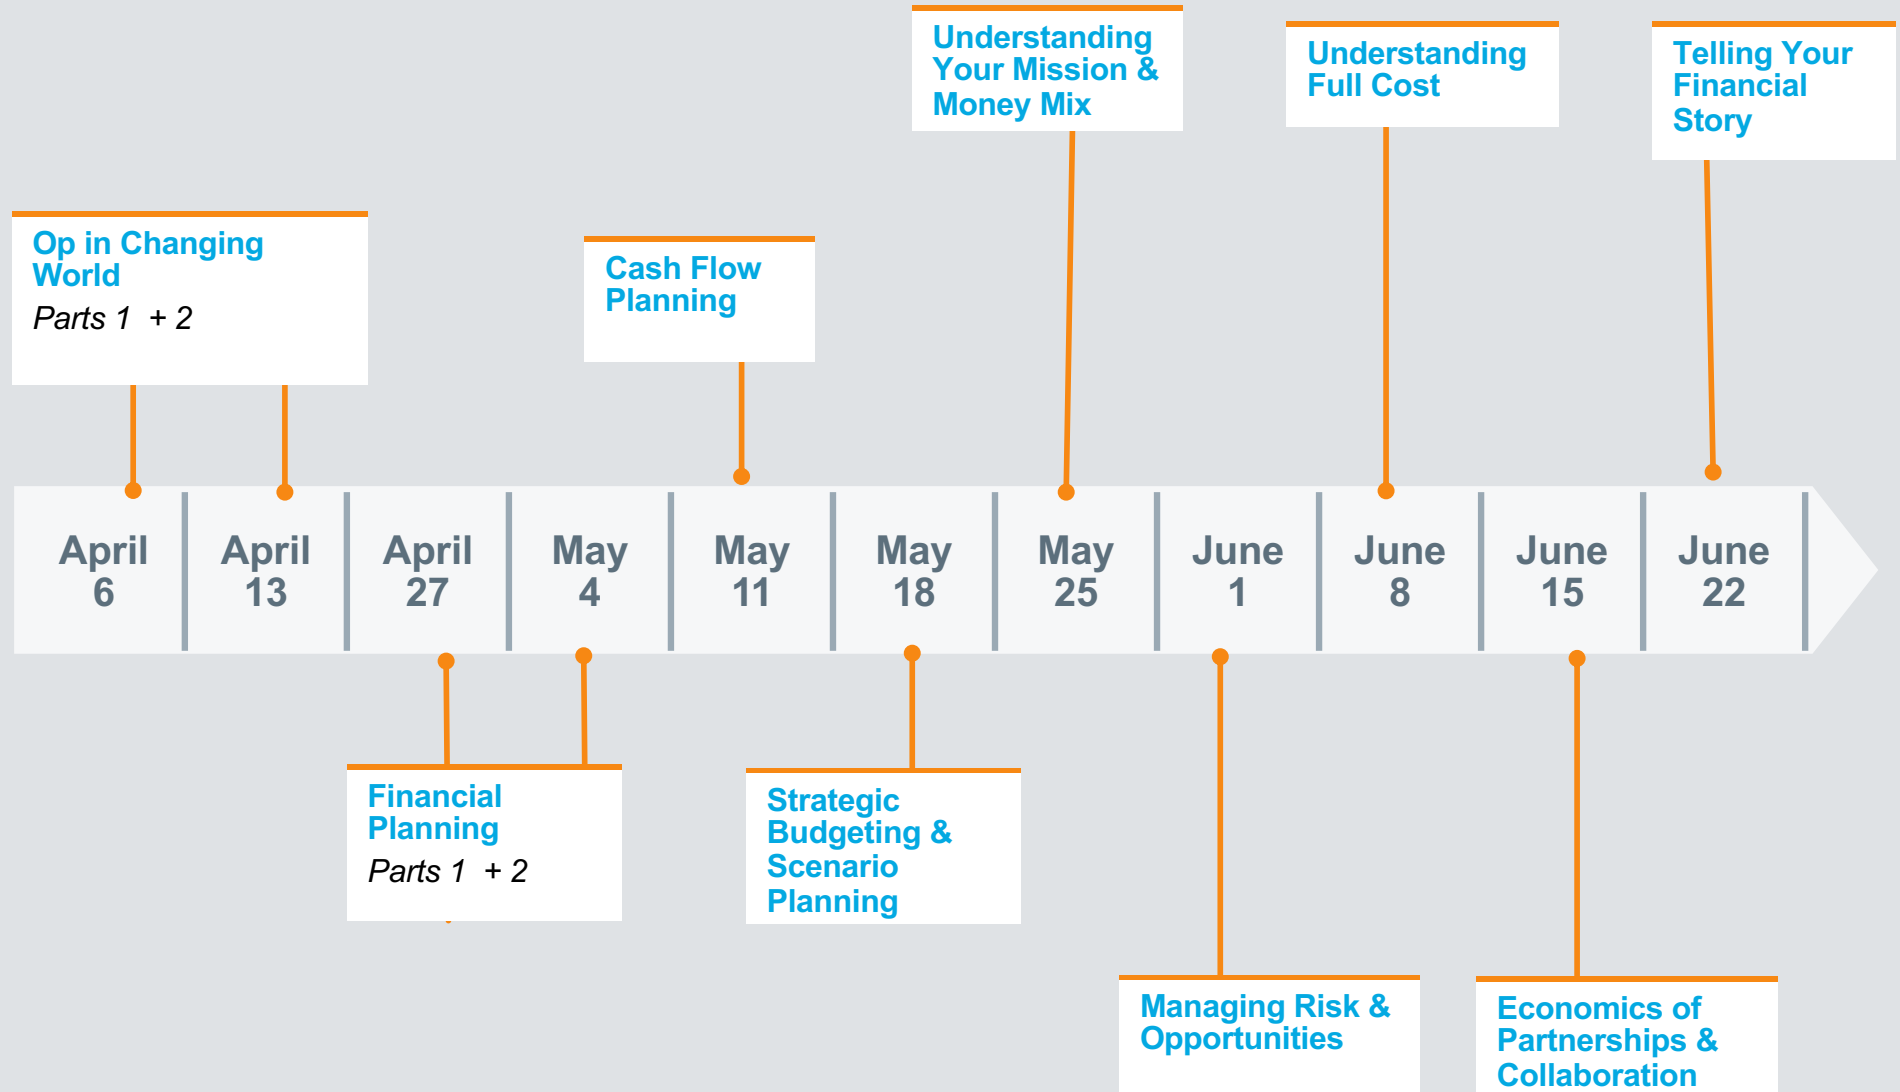 Understanding
Your Mission &
Money Mix
Understanding
Full Cost
Telling Your
Financial
Story
Op in Changing
World
Parts 1 + 2
Cash Flow
Planning
April
6
April
13
April
27
May
4
May
11
May
18
May
25
June
1
June
8
June
15
June
22
Financial
Planning
Parts 1 + 2
Strategic
Budgeting &
Scenario
Planning
Managing Risk &
Opportunities
Economics of
Partnerships &
Collaboration